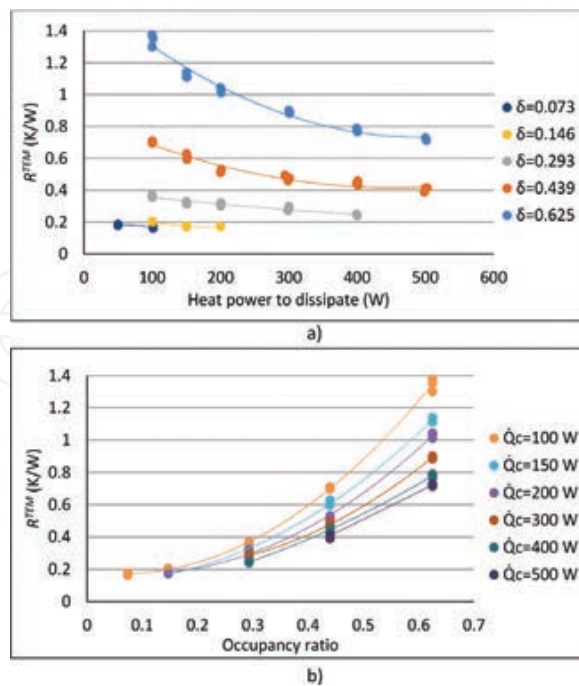 1.4
1.2
1
0.8
0.6
0.4
0.2
0
R^TEM (K/W)
0 100 200 300 400 500 600
Heat power to dissipate (W)
δ=0.073
δ=0.146
δ=0.293
δ=0.439
δ=0.625
a)
1.4
1.2
1
0.8
0.6
0.4
0.2
0
R^TEM (K/W)
0 0.1 0.2 0.3 0.4 0.5 0.6 0.7
Occupancy ratio
Q̇c=100 W
Q̇c=150 W
Q̇c=200 W
Q̇c=300 W
Q̇c=400 W
Q̇c=500 W
b)